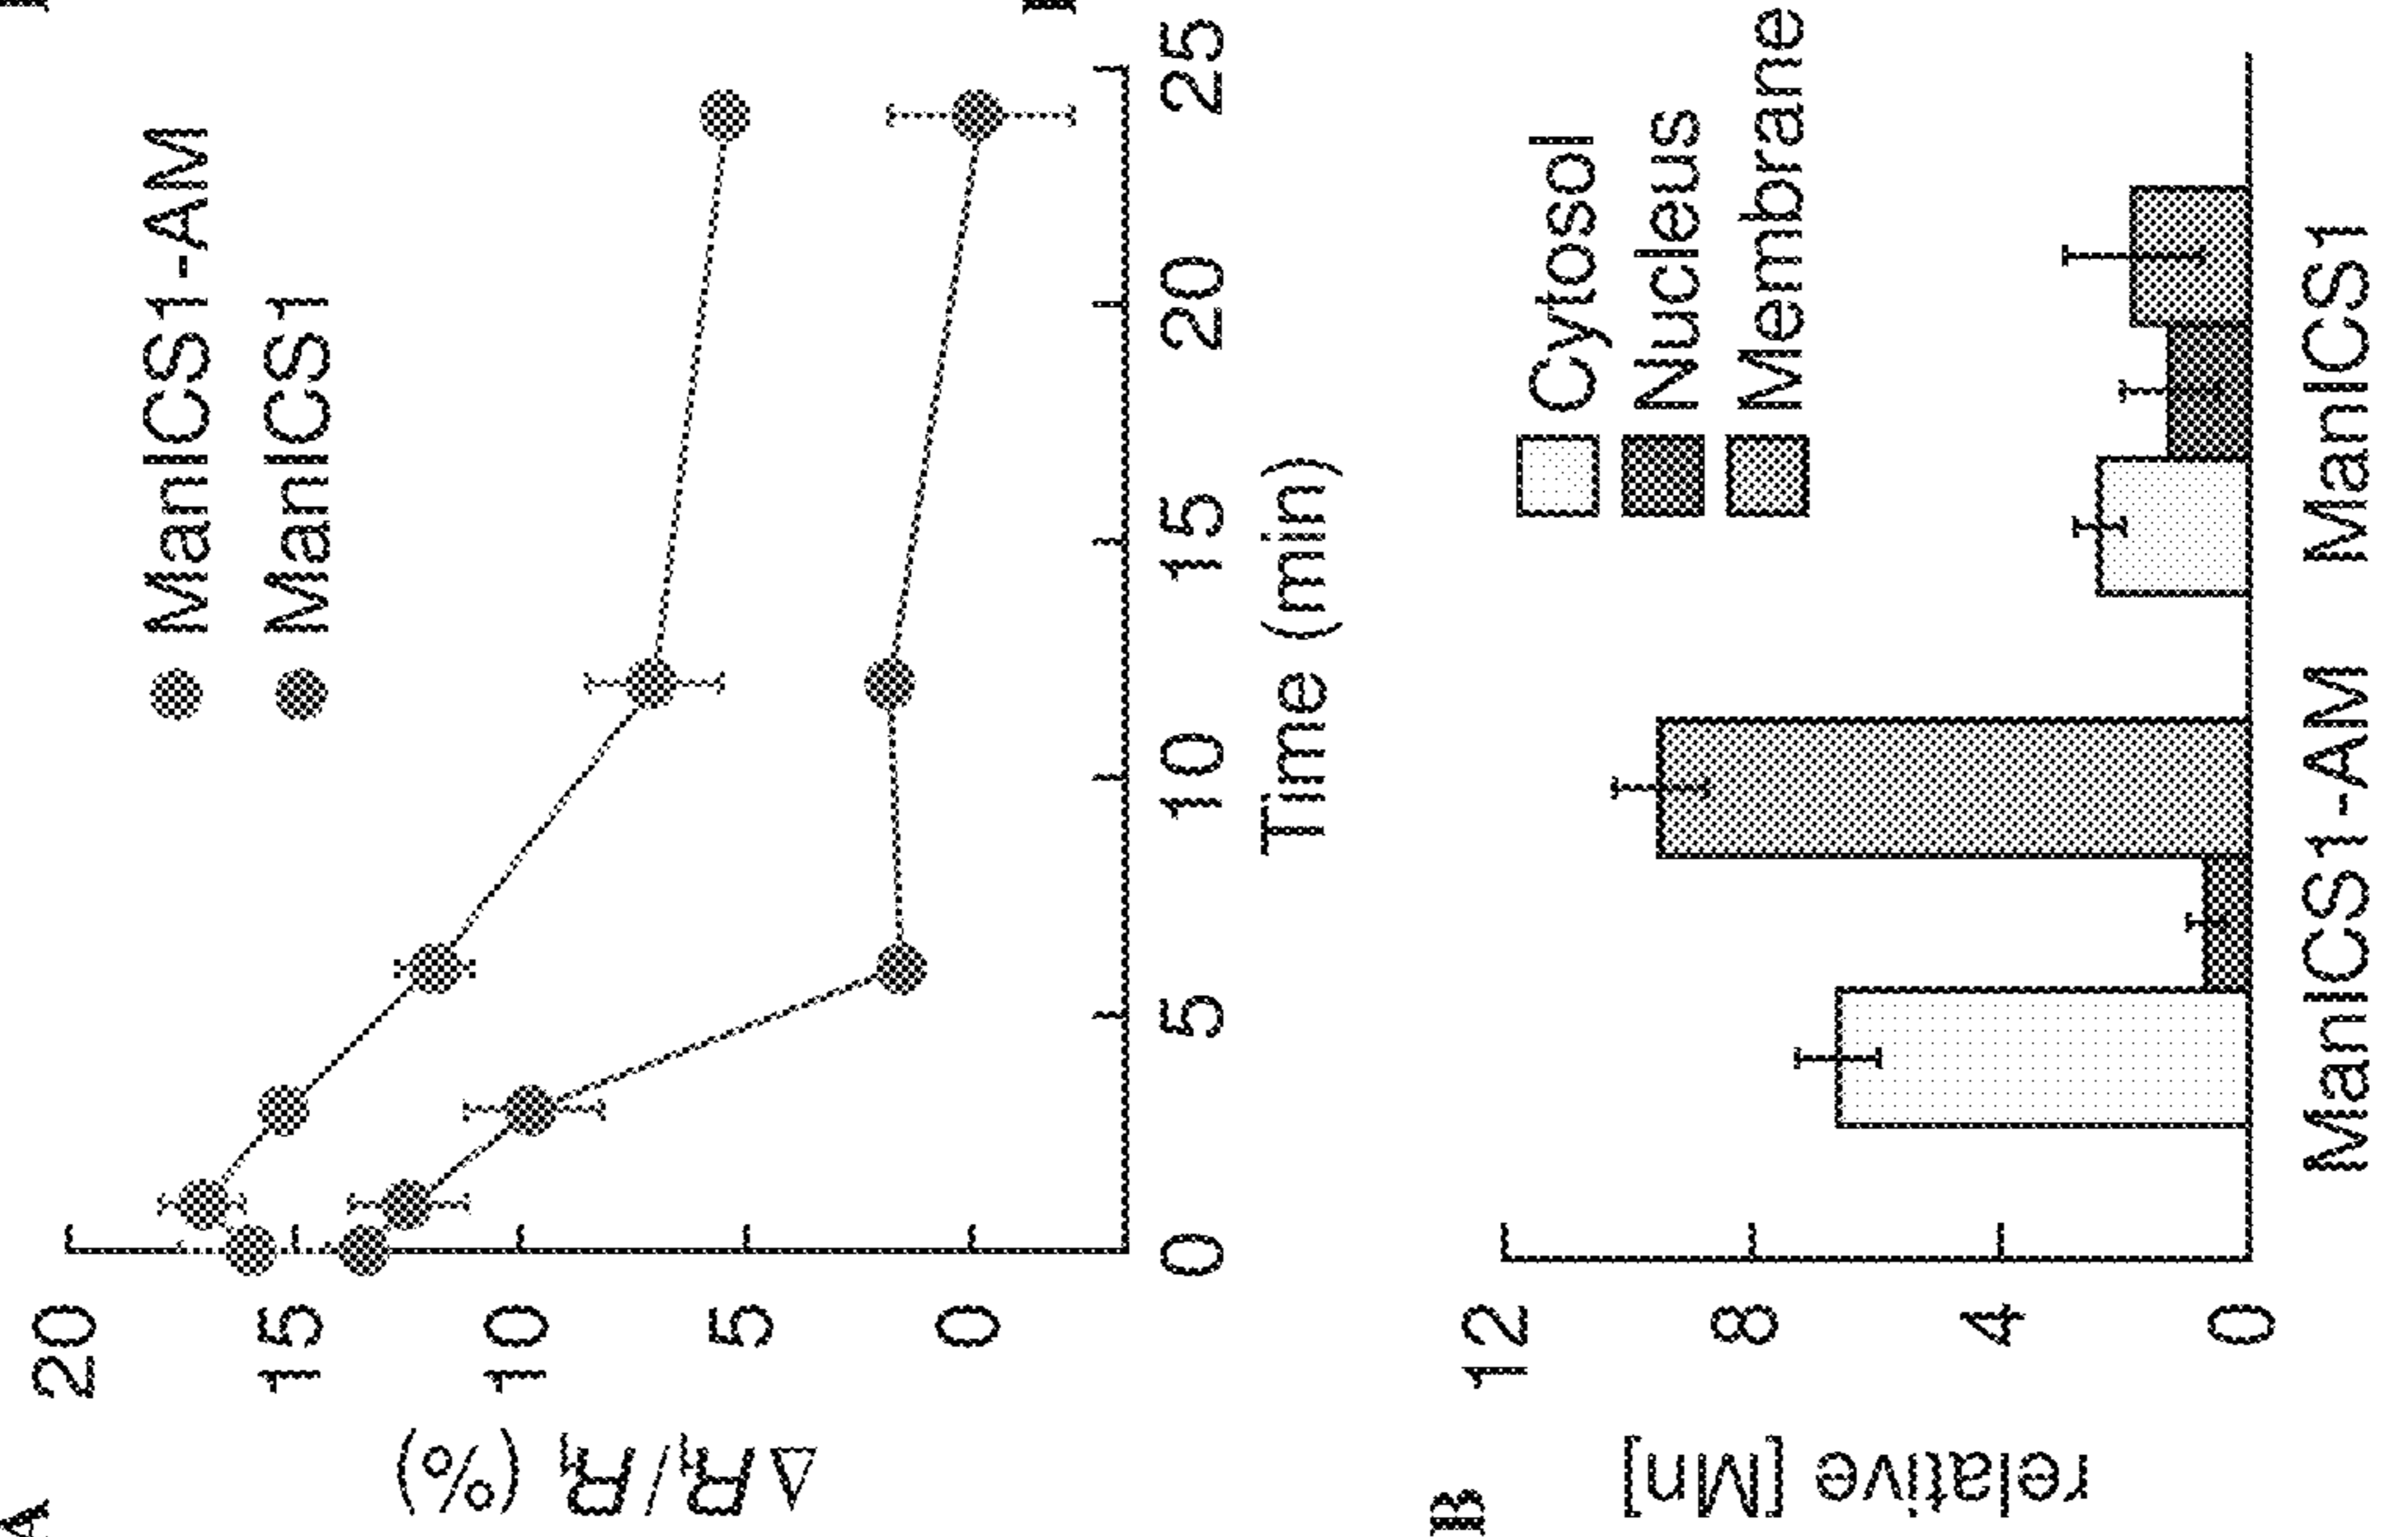 A
ManICS1-AM
ManICS1
ΔR₁/R₁ (%)
20
15
10
5
0
0
5
10
15
20
25
Time (min)
B
Cytosol
Nucleus
Membrane
relative [Mn]
12
8
4
0
ManICS1-AM
ManICS1